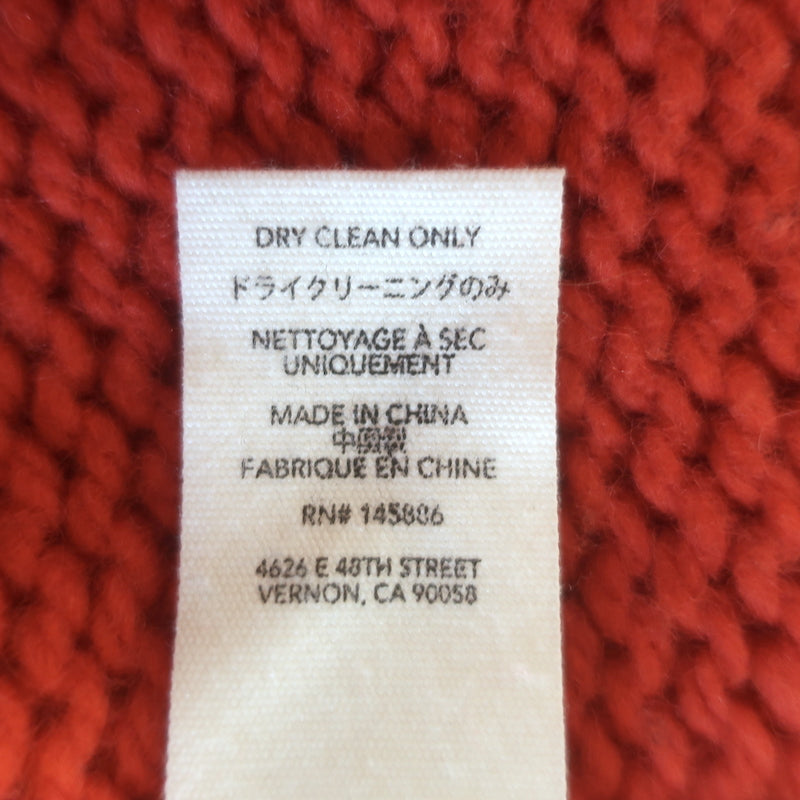 DRY CLEAN ONLY
ドライクリーニングのみ
NETTOYAGE À SEC
UNIQUEMENT
MADE IN CHINA
中国製
FABRIQUE EN CHINE
RN# 145806
4626 E 48TH STREET
VERNON, CA 90058